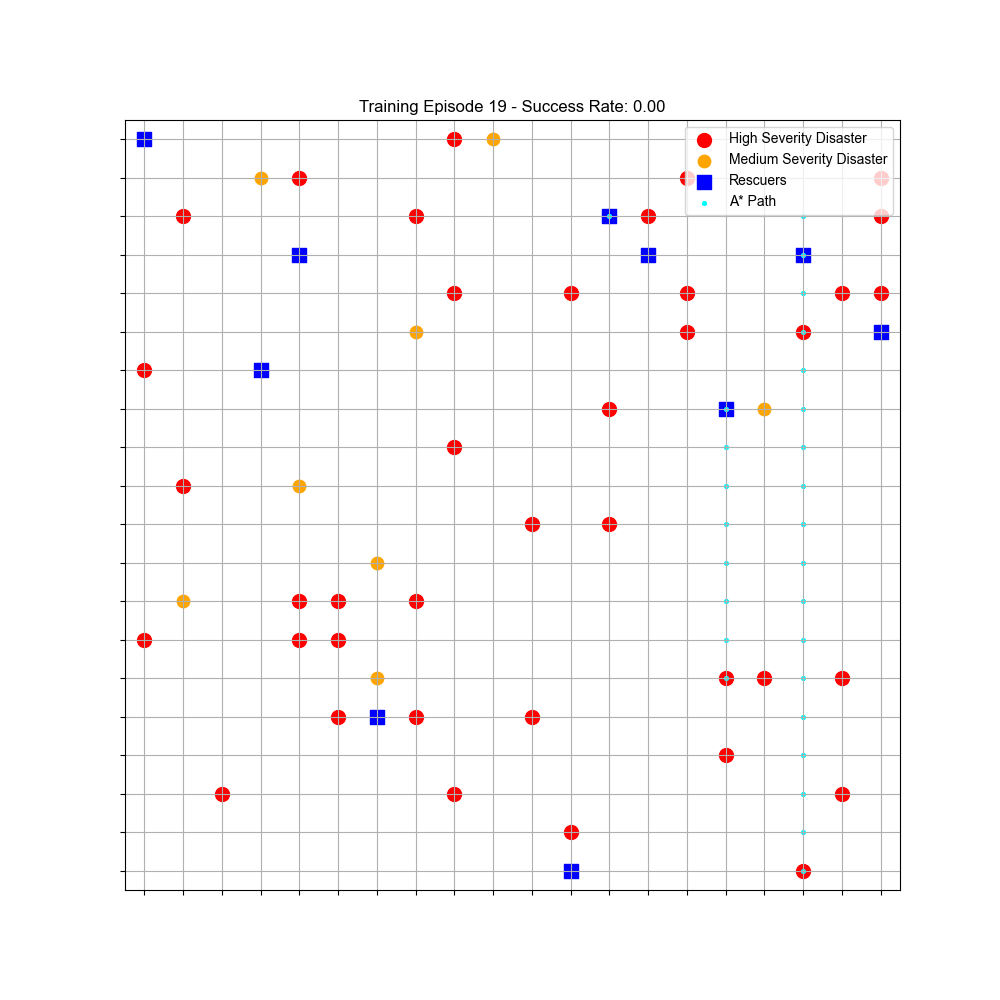 Training Episode 19 - Success Rate: 0.00
High Severity Disaster
Medium Severity Disaster
Rescuers
A* Path